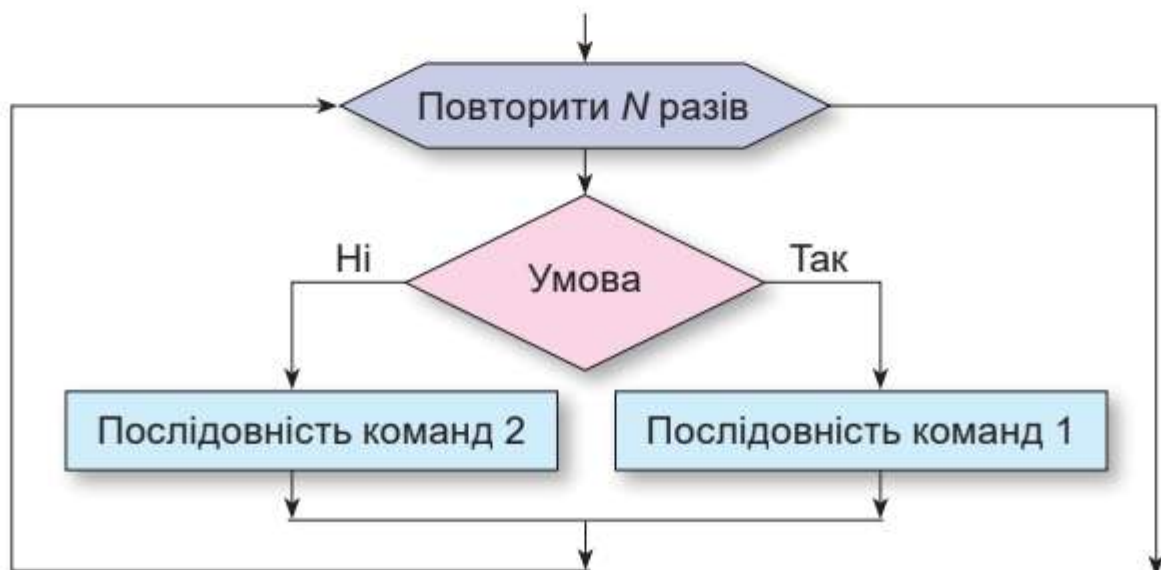 Повторити N разів
Ні
Так
Умова
Послідовність команд 2
Послідовність команд 1